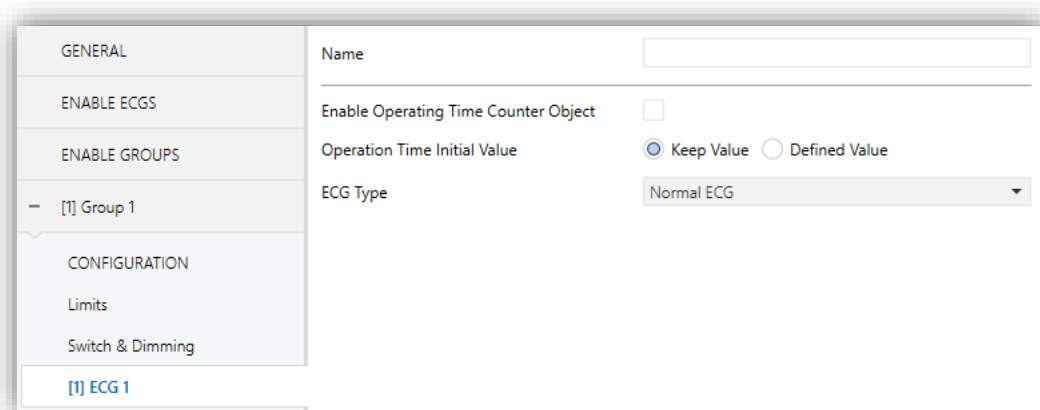 GENERAL
ENABLE ECGS
ENABLE GROUPS
[1] Group 1
CONFIGURATION
Limits
Switch & Dimming
[1] ECG 1
Name
Enable Operating Time Counter Object
Operation Time Initial Value Keep Value Defined Value
ECG Type Normal ECG